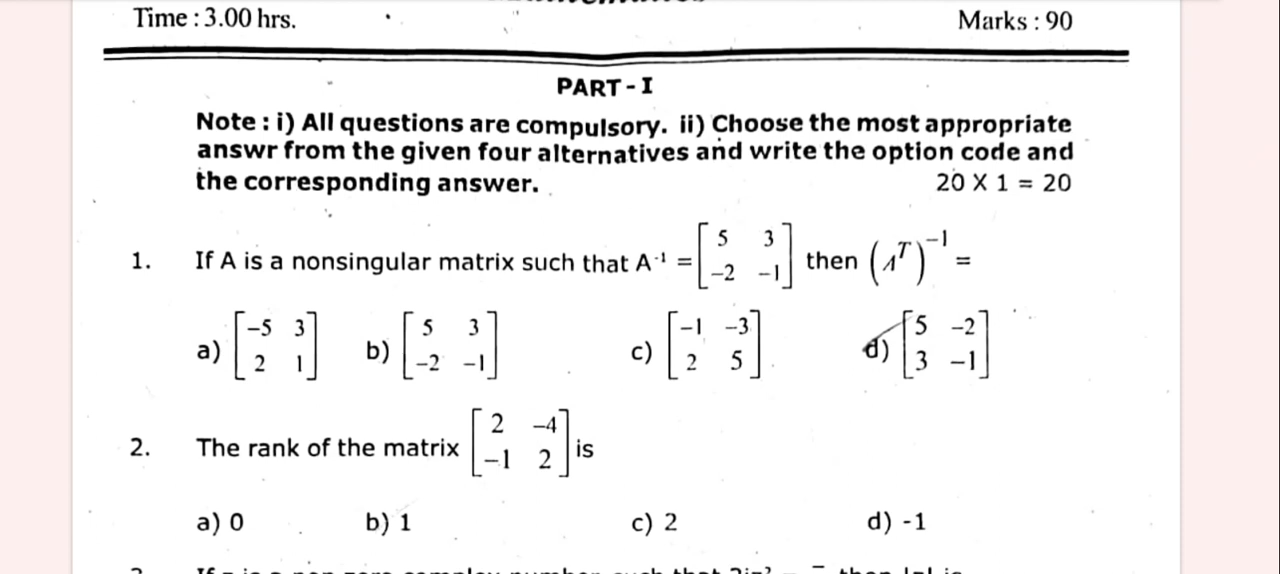 Time : 3.00 hrs.
Marks : 90
PART - I
Note : i) All questions are compulsory. ii) Choose the most appropriate
answr from the given four alternatives and write the option code and
the corresponding answer.
20 X 1 = 20
1. If A is a nonsingular matrix such that A⁻¹ = [5 3; -2 -1] then (Aᵀ)⁻¹ =
a) [-5 3; 2 1] b) [5 3; -2 -1] c) [-1 -3; 2 5] d) [5 -2; 3 -1]
2. The rank of the matrix [2 -4; -1 2] is
a) 0 b) 1 c) 2 d) -1